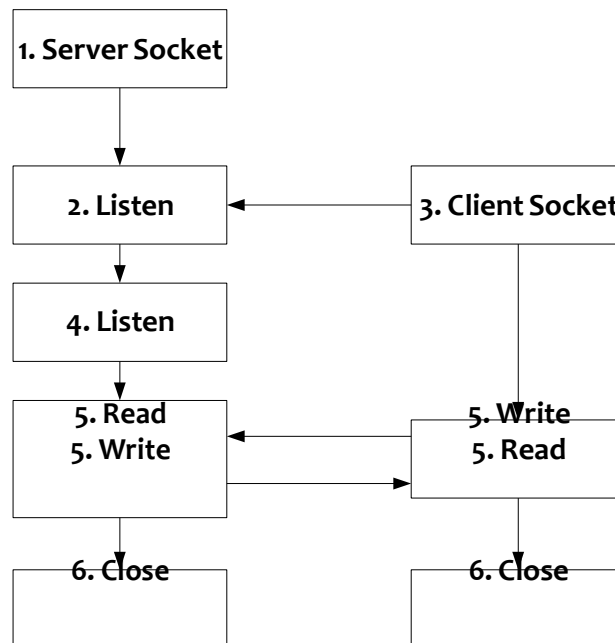 1. Server Socket
2. Listen
3. Client Socket
4. Listen
5. Read
5. Write
5. Write
5. Read
6. Close
6. Close